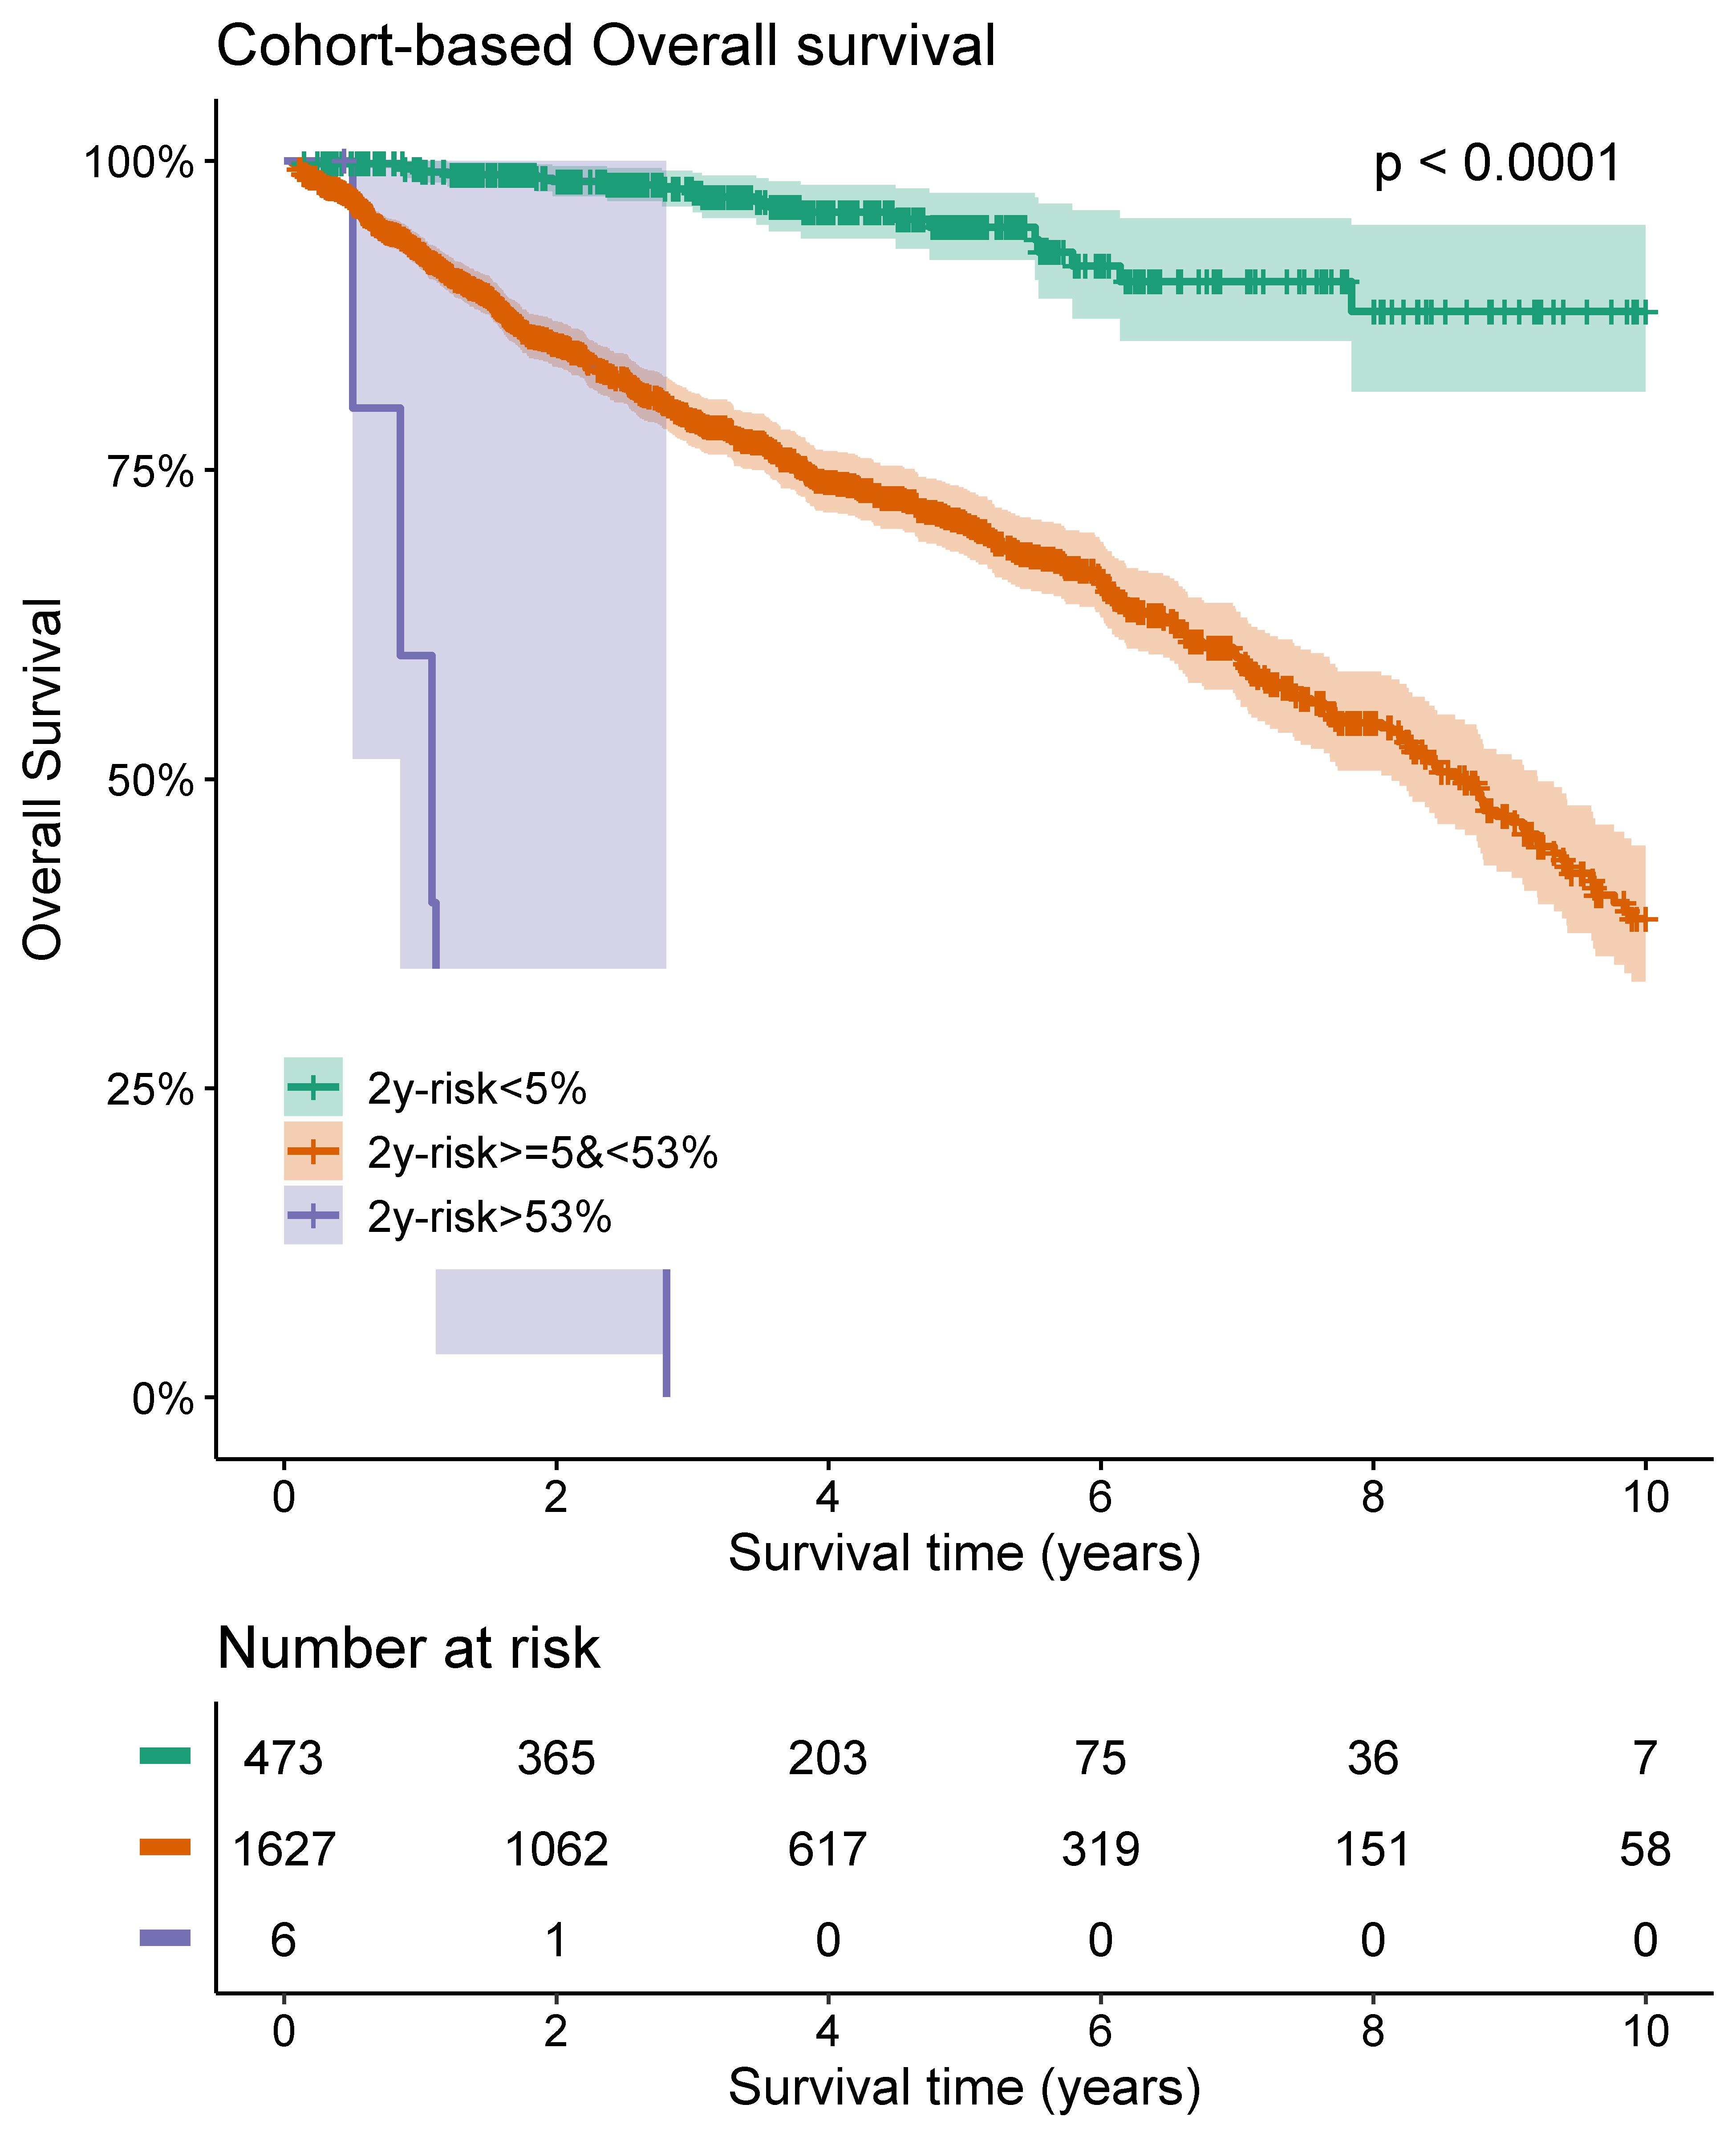 Cohort-based Overall survival
100%
p < 0.0001
75%
50%
25%
0%
Overall Survival
2y-risk<5%
2y-risk>=5&<53%
2y-risk>53%
0 2 4 6 8 10
Survival time (years)
Number at risk
473 365 203 75 36 7
1627 1062 617 319 151 58
6 1 0 0 0 0
0 2 4 6 8 10
Survival time (years)